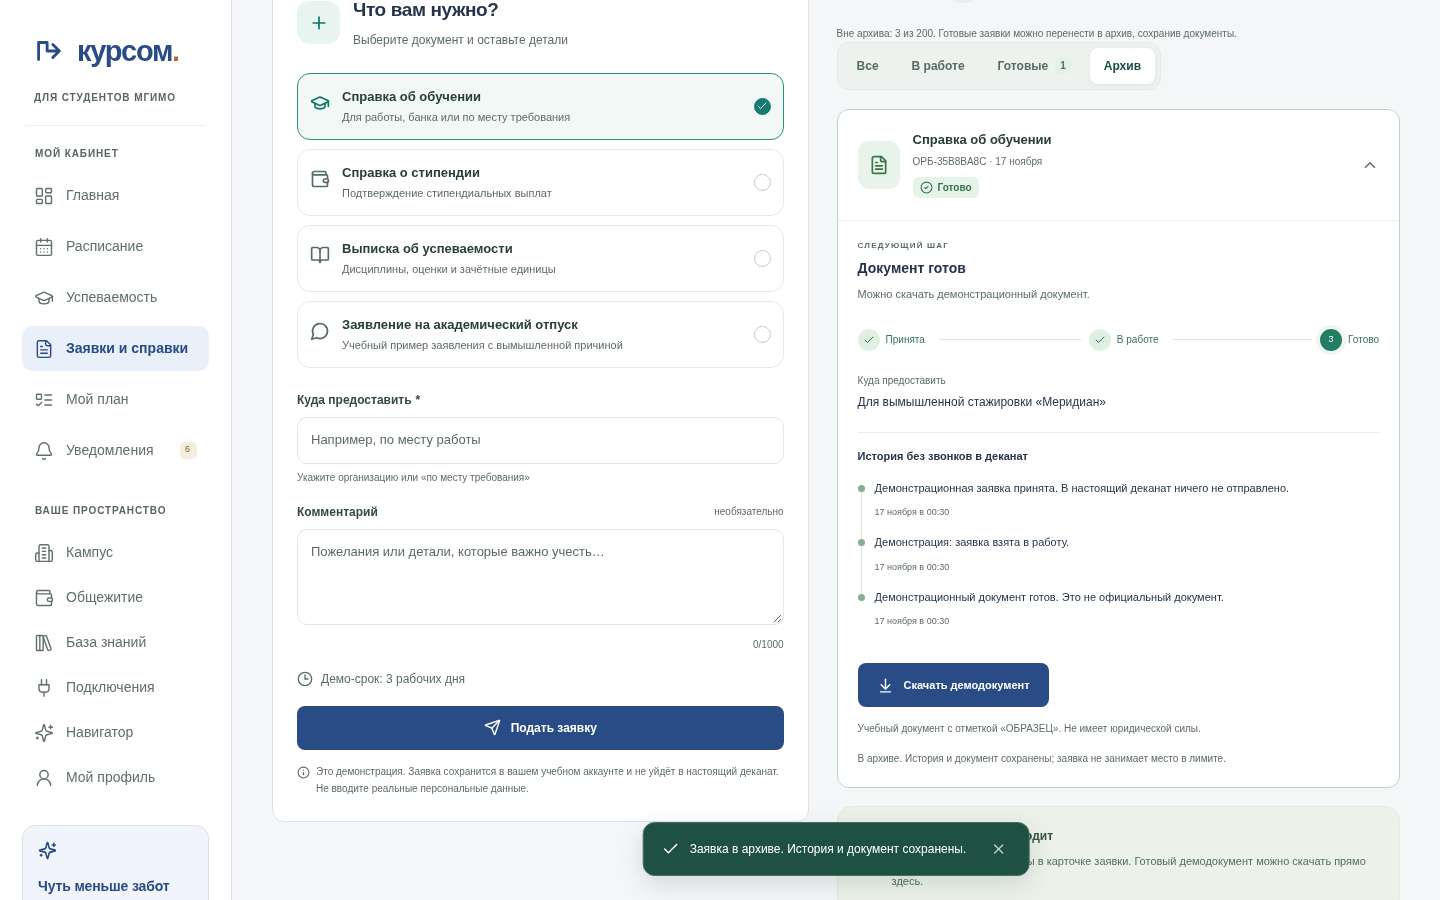 курсом.
ДЛЯ СТУДЕНТОВ МГИМО
МОЙ КАБИНЕТ
Главная
Расписание
Успеваемость
Заявки и справки
Мой план
Уведомления 6
ВАШЕ ПРОСТРАНСТВО
Кампус
Общежитие
База знаний
Подключения
Навигатор
Мой профиль
Чуть меньше забот
Что вам нужно?
Выберите документ и оставьте детали
Справка об обучении
Для работы, банка или по месту требования
Справка о стипендии
Подтверждение стипендиальных выплат
Выписка об успеваемости
Дисциплины, оценки и зачётные единицы
Заявление на академический отпуск
Учебный пример заявления с вымышленной причиной
Куда предоставить *
Например, по месту работы
Укажите организацию или «по месту требования»
Комментарий необязательно
Пожелания или детали, которые важно учесть…
0/1000
Демо-срок: 3 рабочих дня
Подать заявку
Это демонстрация. Заявка сохранится в вашем учебном аккаунте и не уйдёт в настоящий деканат.
Не вводите реальные персональные данные.
Вне архива: 3 из 200. Готовые заявки можно перенести в архив, сохранив документы.
Все В работе Готовые 1 Архив
Справка об обучении
ОРБ-35B8BA8C · 17 ноября
Готово
СЛЕДУЮЩИЙ ШАГ
Документ готов
Можно скачать демонстрационный документ.
Принята В работе 3 Готово
Куда предоставить
Для вымышленной стажировки «Меридиан»
История без звонков в деканат
Демонстрационная заявка принята. В настоящий деканат ничего не отправлено.
17 ноября в 00:30
Демонстрация: заявка взята в работу.
17 ноября в 00:30
Демонстрационный документ готов. Это не официальный документ.
17 ноября в 00:30
Скачать демодокумент
Учебный документ с отметкой «ОБРАЗЕЦ». Не имеет юридической силы.
В архиве. История и документ сохранены; заявка не занимает место в лимите.
в карточке заявки. Готовый демодокумент можно скачать прямо
здесь.
Заявка в архиве. История и документ сохранены.